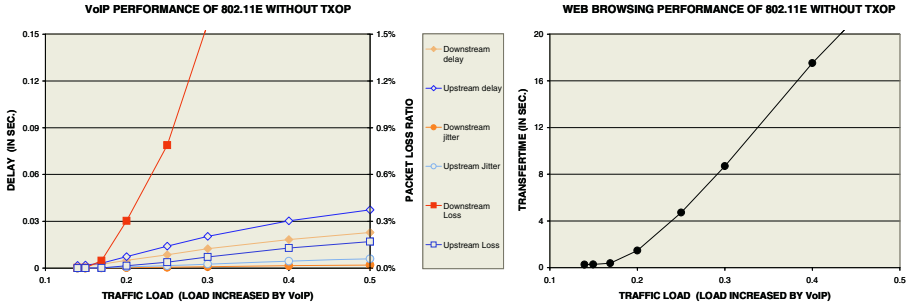 VoIP PERFORMANCE OF 802.11E WITHOUT TXOP
0.15
0.12
0.09
0.06
0.03
0
DELAY (IN SEC.)
1.5%
1.2%
0.9%
0.6%
0.3%
0.0%
PACKET LOSS RATIO
0.1
0.2
0.3
0.4
0.5
TRAFFIC LOAD (LOAD INCREASED BY VoIP)
Downstream
delay
Upstream delay
Downstream
jitter
Upstream Jitter
Downstream
Loss
Upstream Loss
WEB BROWSING PERFORMANCE OF 802.11E WITHOUT TXOP
20
16
12
8
4
0
TRANSFERTIME (IN SEC.)
0.1
0.2
0.3
0.4
0.5
TRAFFIC LOAD (LOAD INCREASED BY VoIP)